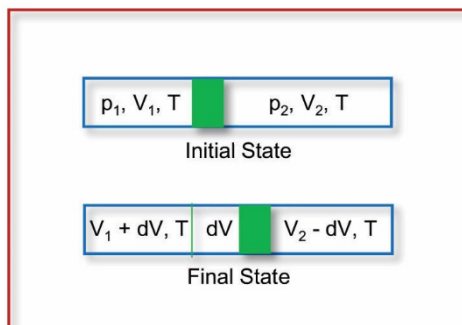 p₁, V₁, T p₂, V₂, T
Initial State
V₁ + dV, T dV V₂ - dV, T
Final State